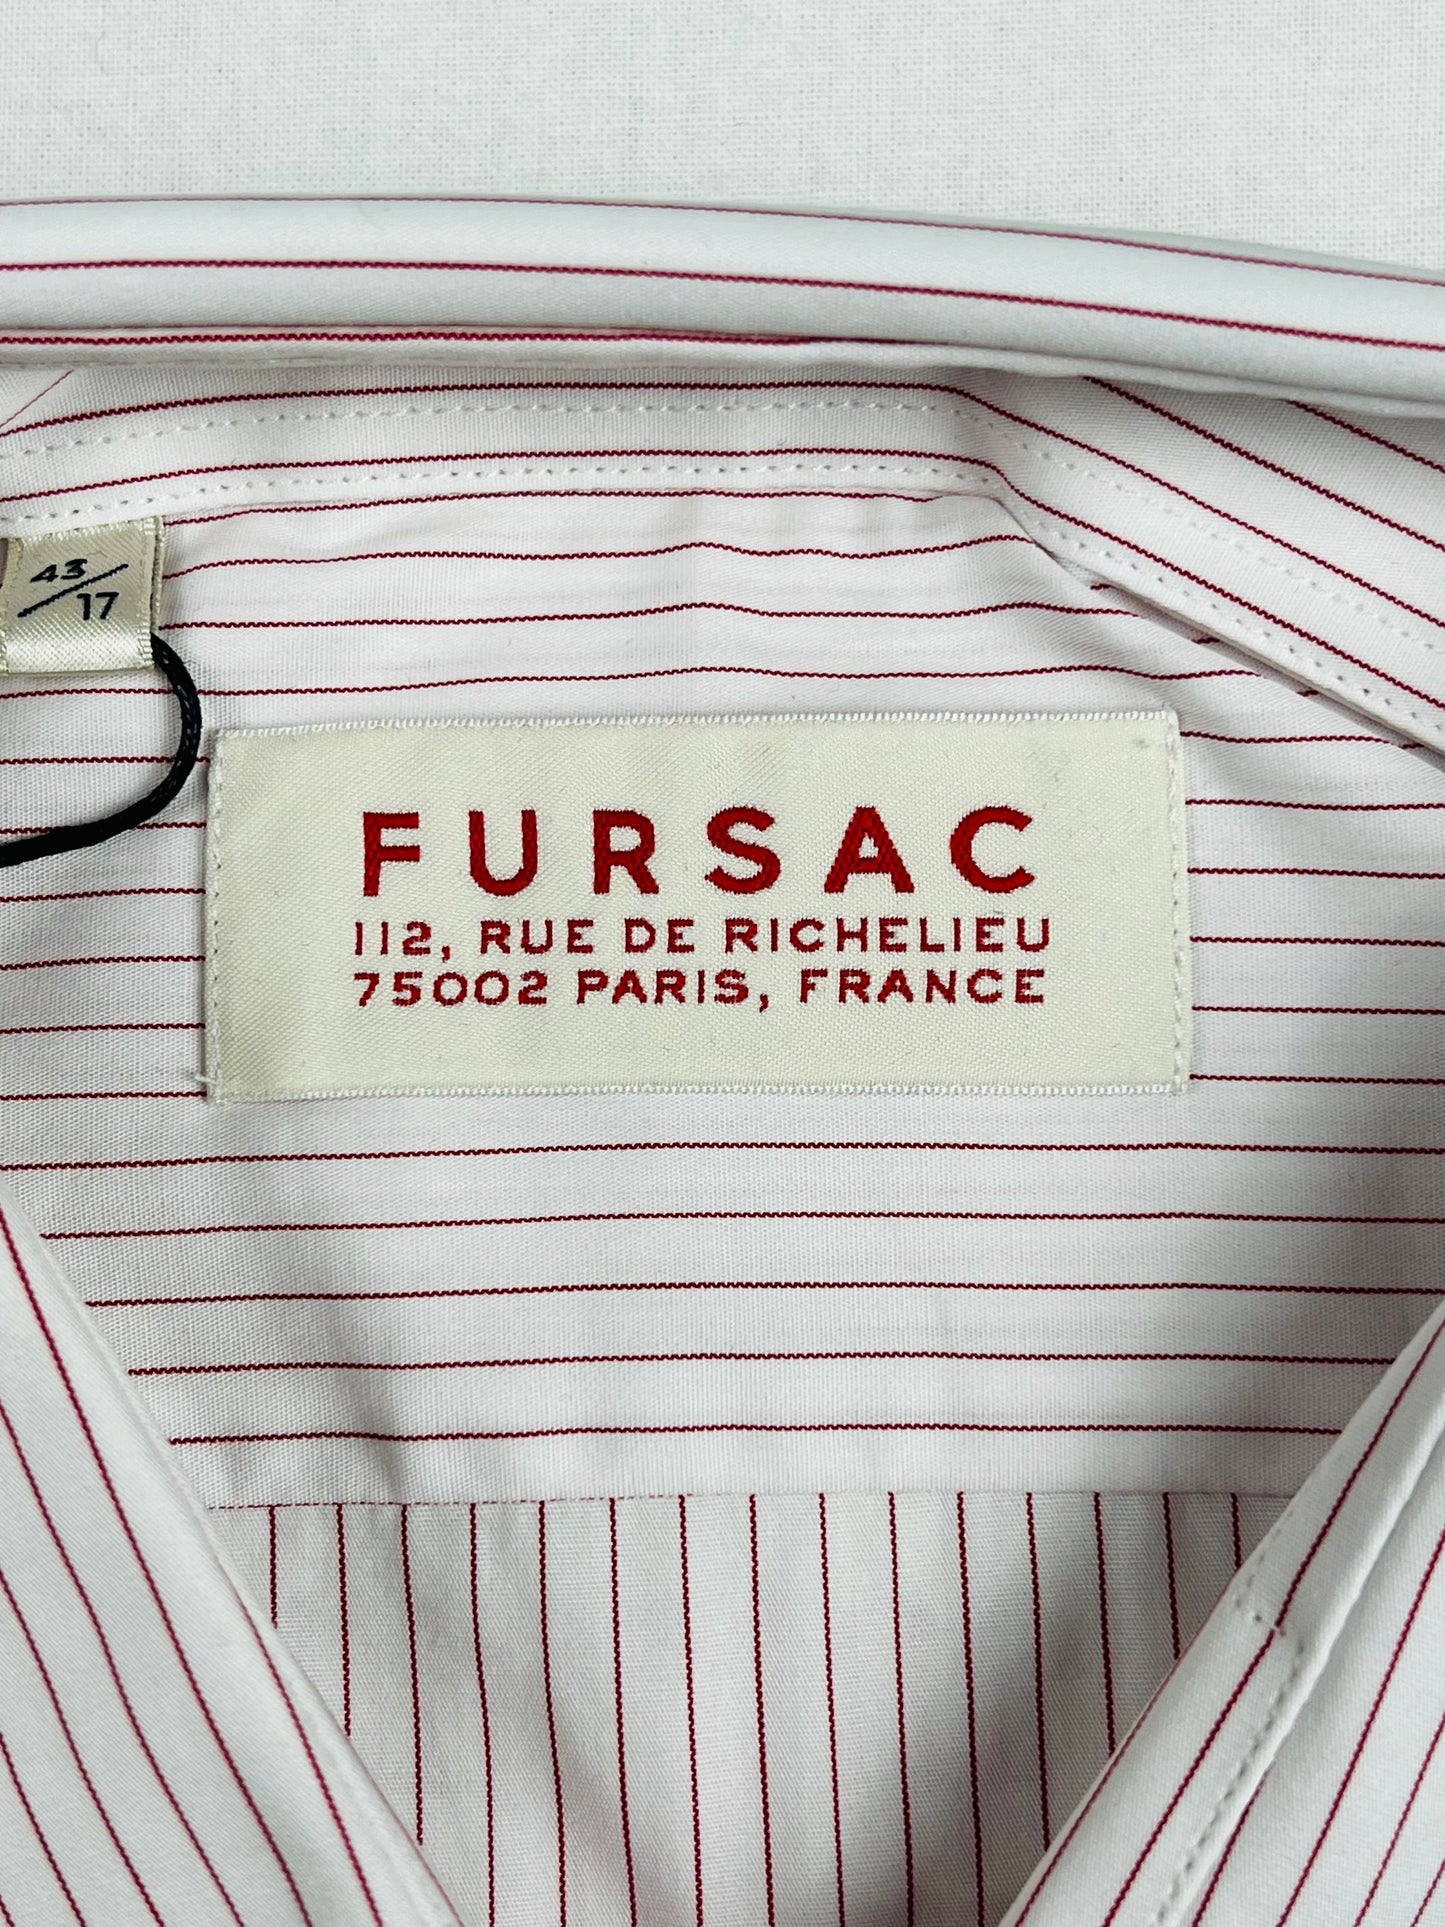 43/17
FURSAC
112, RUE DE RICHELIEU
75002 PARIS, FRANCE